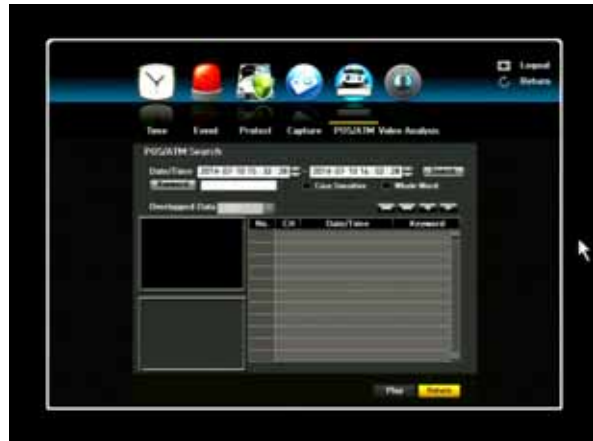 Logout
Return
Time Event Protect Capture POS/ATM Video Analysis
POS/ATM Search
Date/Time Search
Keyword Case Sensitive Whole Word
Overlapped Data
No. CH Date/Time Keyword
Play Return